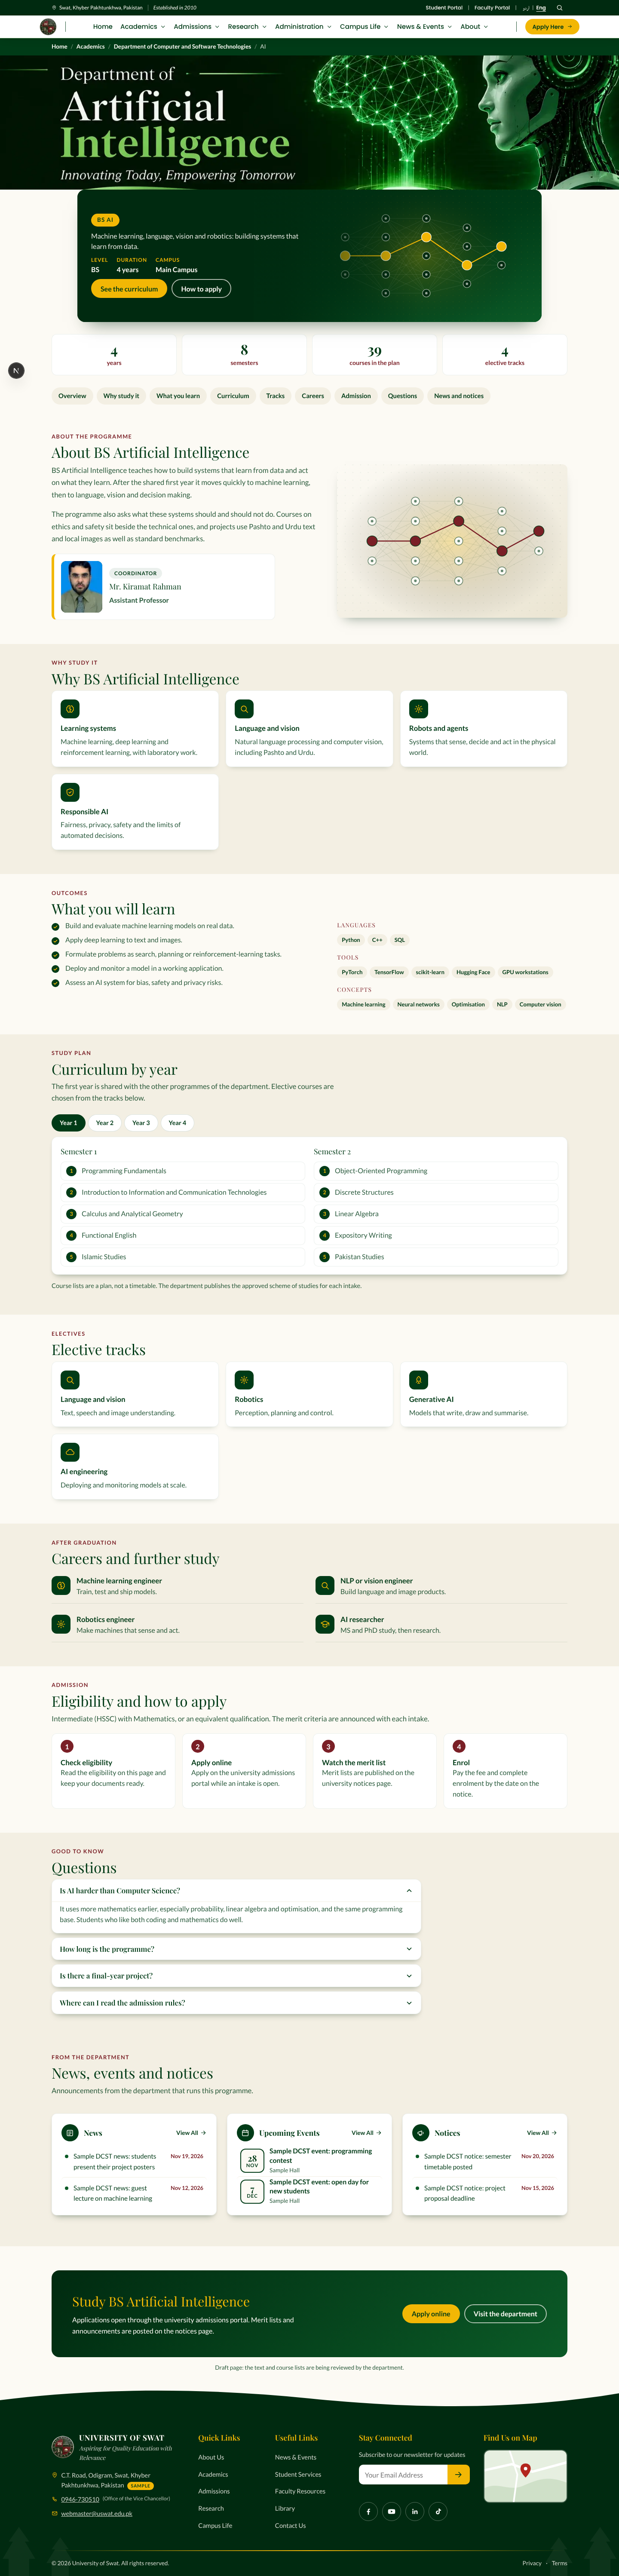 Swat, Khyber Pakhtunkhwa, Pakistan
Established in 2010
Student Portal
Faculty Portal
اردو
Eng
Home
Academics
Admissions
Research
Administration
Campus Life
News & Events
About
Apply Here
Home / Academics / Department of Computer and Software Technologies / AI
Department of
Artificial
Intelligence
Innovating Today, Empowering Tomorrow
BS AI
Machine learning, language, vision and robotics: building systems that
learn from data.
LEVEL
BS
DURATION
4 years
CAMPUS
Main Campus
See the curriculum
How to apply
4
years
8
semesters
39
courses in the plan
4
elective tracks
N
Overview
Why study it
What you learn
Curriculum
Tracks
Careers
Admission
Questions
News and notices
ABOUT THE PROGRAMME
About BS Artificial Intelligence
BS Artificial Intelligence teaches how to build systems that learn from data and act
on what they learn. After the shared first year it moves quickly to machine learning,
then to language, vision and decision making.
The programme also asks what these systems should and should not do. Courses on
ethics and safety sit beside the technical ones, and projects use Pashto and Urdu text
and local images as well as standard benchmarks.
COORDINATOR
Mr. Kiramat Rahman
Assistant Professor
WHY STUDY IT
Why BS Artificial Intelligence
Learning systems
Machine learning, deep learning and
reinforcement learning, with laboratory work.
Language and vision
Natural language processing and computer vision,
including Pashto and Urdu.
Robots and agents
Systems that sense, decide and act in the physical
world.
Responsible AI
Fairness, privacy, safety and the limits of
automated decisions.
OUTCOMES
What you will learn
Build and evaluate machine learning models on real data.
Apply deep learning to text and images.
Formulate problems as search, planning or reinforcement-learning tasks.
Deploy and monitor a model in a working application.
Assess an AI system for bias, safety and privacy risks.
LANGUAGES
Python
C++
SQL
TOOLS
PyTorch
TensorFlow
scikit-learn
Hugging Face
GPU workstations
CONCEPTS
Machine learning
Neural networks
Optimisation
NLP
Computer vision
STUDY PLAN
Curriculum by year
The first year is shared with the other programmes of the department. Elective courses are
chosen from the tracks below.
Year 1
Year 2
Year 3
Year 4
Semester 1
1 Programming Fundamentals
2 Introduction to Information and Communication Technologies
3 Calculus and Analytical Geometry
4 Functional English
5 Islamic Studies
Semester 2
1 Object-Oriented Programming
2 Discrete Structures
3 Linear Algebra
4 Expository Writing
5 Pakistan Studies
Course lists are a plan, not a timetable. The department publishes the approved scheme of studies for each intake.
ELECTIVES
Elective tracks
Language and vision
Text, speech and image understanding.
Robotics
Perception, planning and control.
Generative AI
Models that write, draw and summarise.
AI engineering
Deploying and monitoring models at scale.
AFTER GRADUATION
Careers and further study
Machine learning engineer
Train, test and ship models.
NLP or vision engineer
Build language and image products.
Robotics engineer
Make machines that sense and act.
AI researcher
MS and PhD study, then research.
ADMISSION
Eligibility and how to apply
Intermediate (HSSC) with Mathematics, or an equivalent qualification. The merit criteria are announced with each intake.
1
Check eligibility
Read the eligibility on this page and
keep your documents ready.
2
Apply online
Apply on the university admissions
portal while an intake is open.
3
Watch the merit list
Merit lists are published on the
university notices page.
4
Enrol
Pay the fee and complete
enrolment by the date on the
notice.
GOOD TO KNOW
Questions
Is AI harder than Computer Science?
It uses more mathematics earlier, especially probability, linear algebra and optimisation, and the same programming
base. Students who like both coding and mathematics do well.
How long is the programme?
Is there a final-year project?
Where can I read the admission rules?
FROM THE DEPARTMENT
News, events and notices
Announcements from the department that runs this programme.
News
View All
Sample DCST news: students
present their project posters
Nov 19, 2026
Sample DCST news: guest
lecture on machine learning
Nov 12, 2026
Upcoming Events
View All
28
NOV
Sample DCST event: programming
contest
Sample Hall
7
DEC
Sample DCST event: open day for
new students
Sample Hall
Notices
View All
Sample DCST notice: semester
timetable posted
Nov 20, 2026
Sample DCST notice: project
proposal deadline
Nov 15, 2026
Study BS Artificial Intelligence
Applications open through the university admissions portal. Merit lists and
announcements are posted on the notices page.
Apply online
Visit the department
Draft page: the text and course lists are being reviewed by the department.
UNIVERSITY OF SWAT
Aspiring for Quality Education with
Relevance
C.T. Road, Odigram, Swat, Khyber
Pakhtunkhwa, Pakistan SAMPLE
0946-730510 (Office of the Vice Chancellor)
webmaster@uswat.edu.pk
Quick Links
About Us
Academics
Admissions
Research
Campus Life
Useful Links
News & Events
Student Services
Faculty Resources
Library
Contact Us
Stay Connected
Subscribe to our newsletter for updates
Your Email Address
Find Us on Map
© 2026 University of Swat. All rights reserved.
Privacy
Terms